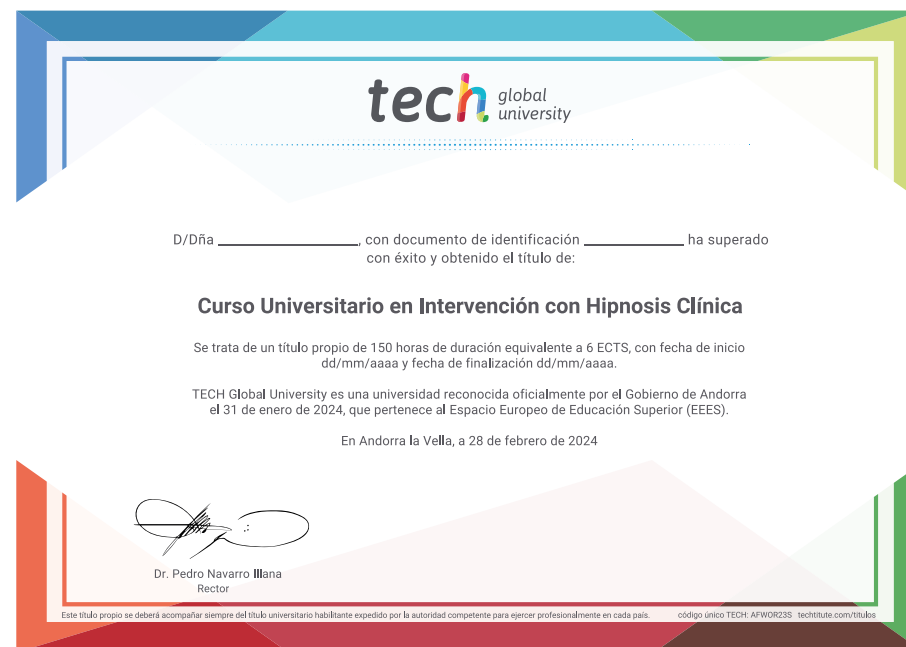 tech global university
D/Dña ________________, con documento de identificación ____________ ha superado
con éxito y obtenido el título de:
Curso Universitario en Intervención con Hipnosis Clínica
Se trata de un título propio de 150 horas de duración equivalente a 6 ECTS, con fecha de inicio
dd/mm/aaaa y fecha de finalización dd/mm/aaaa.
TECH Global University es una universidad reconocida oficialmente por el Gobierno de Andorra
el 31 de enero de 2024, que pertenece al Espacio Europeo de Educación Superior (EEES).
En Andorra la Vella, a 28 de febrero de 2024
Dr. Pedro Navarro Illana
Rector
Este título propio se deberá acompañar siempre del título universitario habilitante expedido por la autoridad competente para ejercer profesionalmente en cada país.
código único TECH: AFWOR23S techtitute.com/titulos